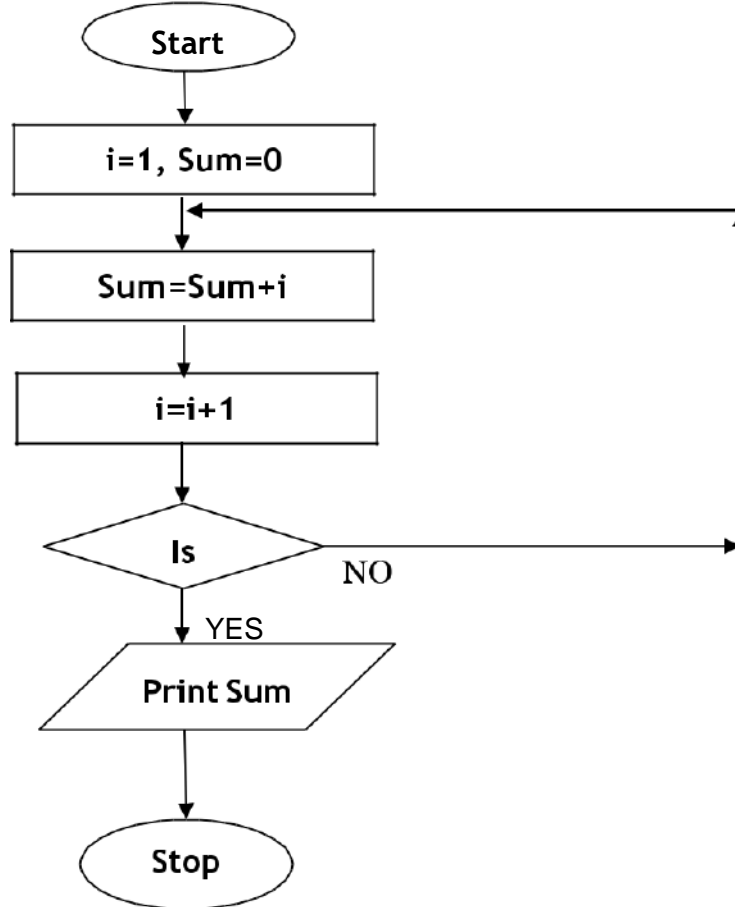 Start
i=1, Sum=0
Sum=Sum+i
i=i+1
Is
NO
YES
Print Sum
Stop